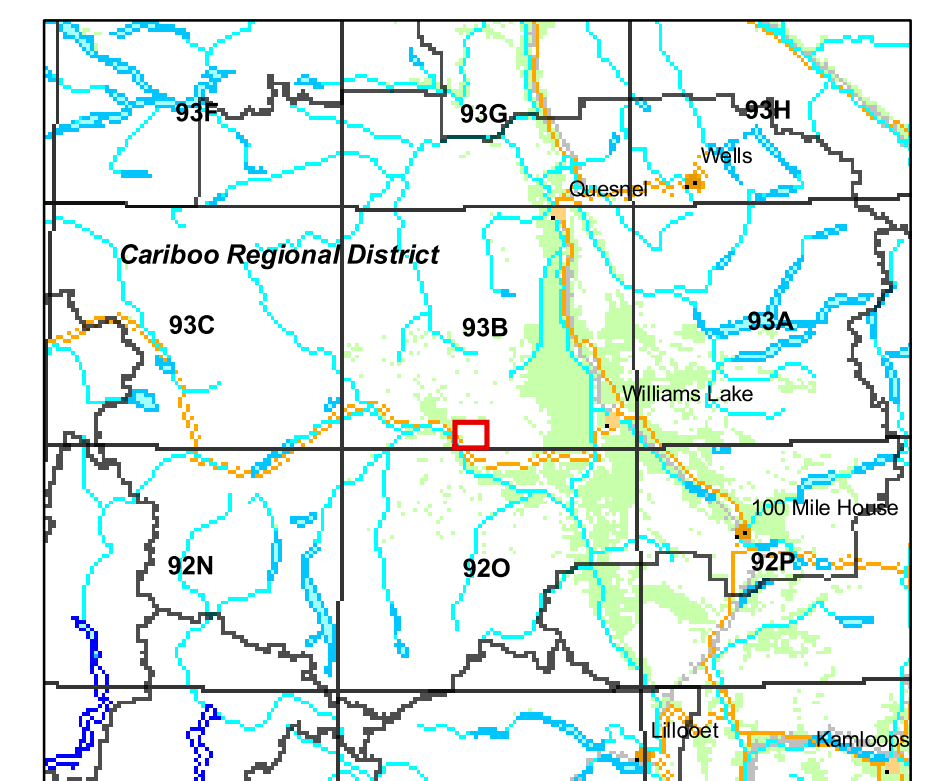 93F
93G
93H
Wells
Quesnel
Cariboo Regional District
93C
93B
93A
Williams Lake
100 Mile House
92N
92O
92P
Lillooet
Kamloops